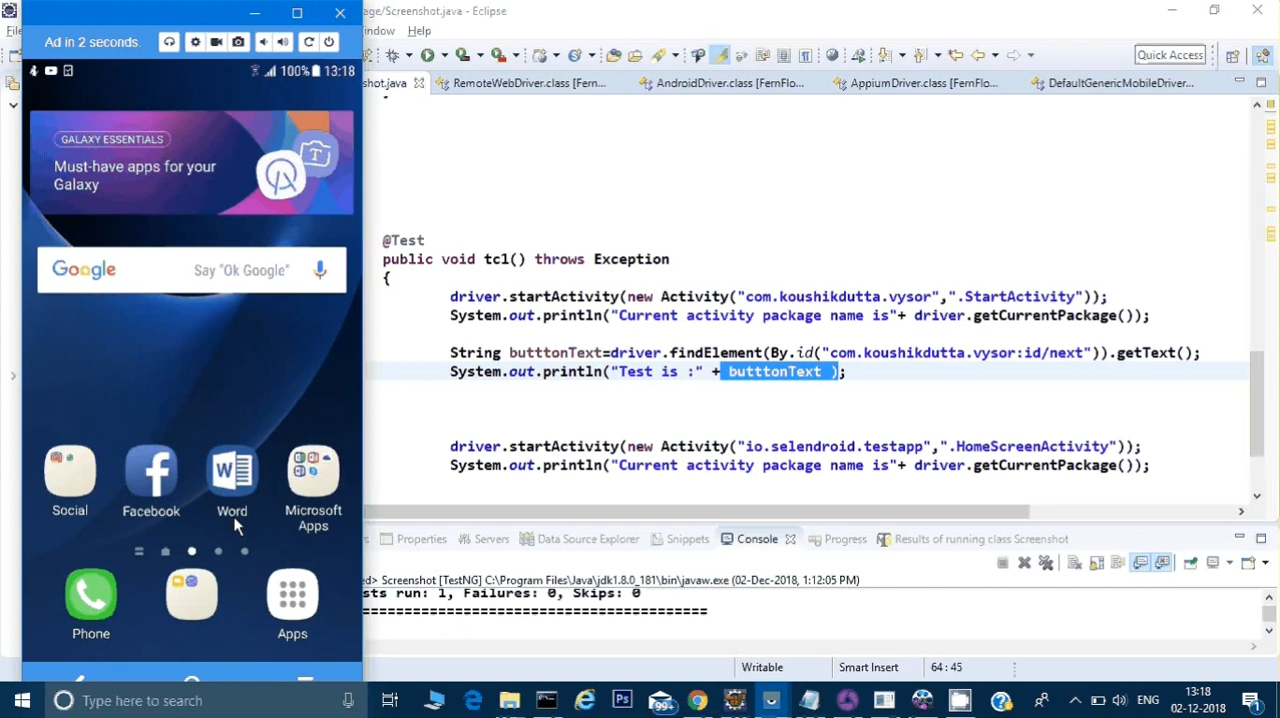 age/Screenshot.java - Eclipse
Ad in 2 seconds.
File
indow Help
Quick Access
100% 13:18
shot.java
RemoteWebDriver.class [Fern...
AndroidDriver.class [FernFlo...
AppiumDriver.class [FernFlo...
DefaultGenericMobileDriver...
GALAXY ESSENTIALS
Must-have apps for your
Galaxy
T
Google Say "Ok Google"
@Test
public void tcl() throws Exception
{
driver.startActivity(new Activity("com.koushikdutta.vysor",".StartActivity"));
System.out.println("Current activity package name is"+ driver.getCurrentPackage());
String butttonText=driver.findElement(By.id("com.koushikdutta.vysor:id/next")).getText();
System.out.println("Test is :" + butttonText );
driver.startActivity(new Activity("io.selendroid.testapp",".HomeScreenActivity"));
System.out.println("Current activity package name is"+ driver.getCurrentPackage());
Social
Facebook
Word
Microsoft
Apps
Phone
Apps
Properties
Servers
Data Source Explorer
Snippets
Console
Progress
Results of running class Screenshot
ed> Screenshot [TestNG] C:\Program Files\Java\jdk1.8.0_181\bin\javaw.exe (02-Dec-2018, 1:12:05 PM)
sts run: 1, Failures: 0, Skips: 0
=========================================
Writable
Smart Insert
64 : 45
Type here to search
Ps
99+
ENG
13:18
02-12-2018
1